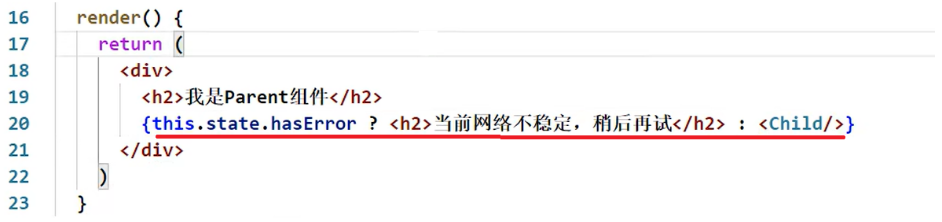 16 render() {
17 return (
18 <div>
19 <h2>我是Parent组件</h2>
20 {this.state.hasError ? <h2>当前网络不稳定，稍后再试</h2> : <Child/>}
21 </div>
22 )
23 }